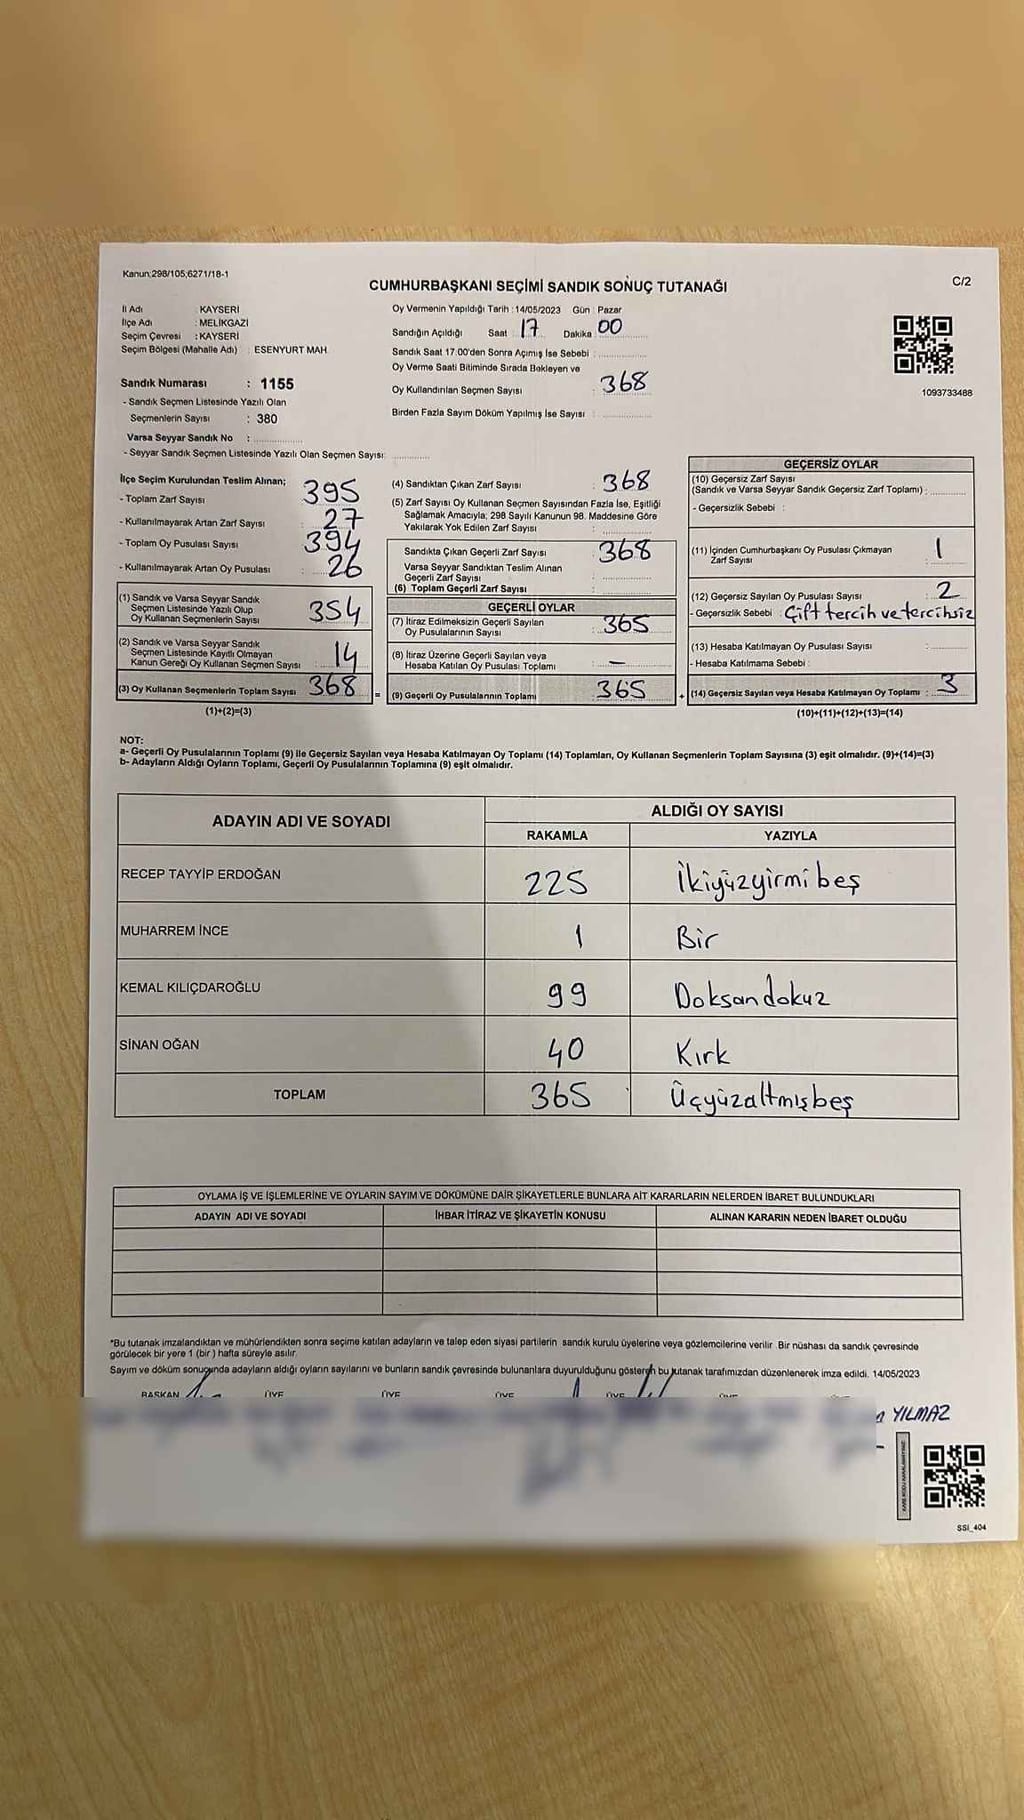 Kanun:298/105;6271/18-1
CUMHURBAŞKANI SEÇİMİ SANDIK SONUÇ TUTANAĞI
C/2
İl Adı : KAYSERİ
İlçe Adı : MELİKGAZİ
Seçim Çevresi : KAYSERİ
Seçim Bölgesi (Mahalle Adı) : ESENYURT MAH.
Sandık Numarası : 1155
- Sandık Seçmen Listesinde Yazılı Olan
Seçmenlerin Sayısı : 380
Varsa Seyyar Sandık No :
- Seyyar Sandık Seçmen Listesinde Yazılı Olan Seçmen Sayısı:
Oy Vermenin Yapıldığı Tarih : 14/05/2023 Gün : Pazar
Sandığın Açıldığı Saat : 17 Dakika 00
Sandık Saat 17.00'den Sonra Açımış İse Sebebi :
Oy Verme Saati Bitiminde Sırada Bekleyen ve
Oy Kullandırılan Seçmen Sayısı : 368
Birden Fazla Sayım Döküm Yapılmış İse Sayısı :
1093733488
İlçe Seçim Kurulundan Teslim Alınan;
- Toplam Zarf Sayısı : 395
- Kullanılmayarak Artan Zarf Sayısı : 27
- Toplam Oy Pusulası Sayısı : 394
- Kullanılmayarak Artan Oy Pusulası : 26
(1) Sandık ve Varsa Seyyar Sandık
Seçmen Listesinde Yazılı Olup
Oy Kullanan Seçmenlerin Sayısı : 354
(2) Sandık ve Varsa Seyyar Sandık
Seçmen Listesinde Kayıtlı Olmayan
Kanun Gereği Oy Kullanan Seçmen Sayısı : 14
(3) Oy Kullanan Seçmenlerin Toplam Sayısı : 368
(1)+(2)=(3)
=
(4) Sandıktan Çıkan Zarf Sayısı : 368
(5) Zarf Sayısı Oy Kullanan Seçmen Sayısından Fazla İse, Eşitliği
Sağlamak Amacıyla; 298 Sayılı Kanunun 98. Maddesine Göre
Yakılarak Yok Edilen Zarf Sayısı :
Sandıkta Çıkan Geçerli Zarf Sayısı : 368
Varsa Seyyar Sandıktan Teslim Alınan
Geçerli Zarf Sayısı :
(6) Toplam Geçerli Zarf Sayısı :
GEÇERLİ OYLAR
(7) İtiraz Edilmeksizin Geçerli Sayılan
Oy Pusulalarının Sayısı : 365
(8) İtiraz Üzerine Geçerli Sayılan veya
Hesaba Katılan Oy Pusulası Toplamı : —
(9) Geçerli Oy Pusulalarının Toplamı : 365
+
GEÇERSİZ OYLAR
(10) Geçersiz Zarf Sayısı
(Sandık ve Varsa Seyyar Sandık Geçersiz Zarf Toplamı) :
- Geçersizlik Sebebi :
(11) İçinden Cumhurbaşkanı Oy Pusulası Çıkmayan
Zarf Sayısı : 1
(12) Geçersiz Sayılan Oy Pusulası Sayısı : 2
- Geçersizlik Sebebi : Çift tercih ve tercihsiz
(13) Hesaba Katılmayan Oy Pusulası Sayısı :
- Hesaba Katılmama Sebebi :
(14) Geçersiz Sayılan veya Hesaba Katılmayan Oy Toplamı : 3
(10)+(11)+(12)+(13)=(14)
NOT:
a- Geçerli Oy Pusulalarının Toplamı (9) ile Geçersiz Sayılan veya Hesaba Katılmayan Oy Toplamı (14) Toplamları, Oy Kullanan Seçmenlerin Toplam Sayısına (3) eşit olmalıdır. (9)+(14)=(3)
b- Adayların Aldığı Oyların Toplamı, Geçerli Oy Pusulalarının Toplamına (9) eşit olmalıdır.
ADAYIN ADI VE SOYADI
ALDIĞI OY SAYISI
RAKAMLA YAZIYLA
RECEP TAYYİP ERDOĞAN 225 İkiyüzyirmibeş
MUHARREM İNCE 1 Bir
KEMAL KILIÇDAROĞLU 99 Doksandokuz
SİNAN OĞAN 40 Kırk
TOPLAM 365 Üçyüzaltmışbeş
OYLAMA İŞ VE İŞLEMLERİNE VE OYLARIN SAYIM VE DÖKÜMÜNE DAİR ŞİKAYETLERLE BUNLARA AİT KARARLARIN NELERDEN İBARET BULUNDUKLARI
ADAYIN ADI VE SOYADI İHBAR İTİRAZ VE ŞİKAYETİN KONUSU ALINAN KARARIN NEDEN İBARET OLDUĞU
*Bu tutanak imzalandıktan ve mühürlendikten sonra seçime katılan adayların ve talep eden siyasi partilerin sandık kurulu üyelerine veya gözlemcilerine verilir. Bir nüshası da sandık çevresinde
görülecek bir yere 1 (bir) hafta süreyle asılır.
Sayım ve döküm sonucunda adayların aldığı oyların sayılarını ve bunların sandık çevresinde bulunanlara duyurulduğunu gösteren bu tutanak tarafımızdan düzenlenerek imza edildi. 14/05/2023
BAŞKAN ÜYE ÜYE ÜYE ÜYE ÜYE
YILMAZ
SSI_404